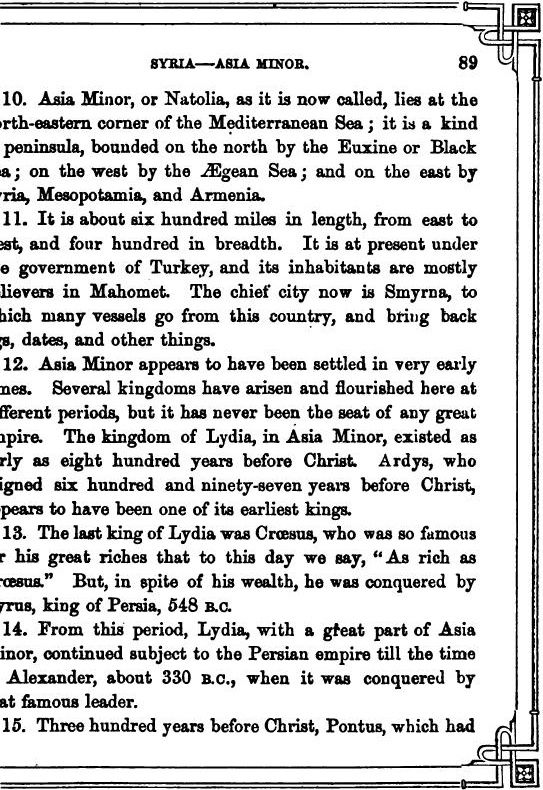 SYRIA—ASIA MINOR. 89
10. Asia Minor, or Natolia, as it is now called, lies at the
rth-eastern corner of the Mediterranean Sea; it is a kind
peninsula, bounded on the north by the Euxine or Black
a; on the west by the Ægean Sea; and on the east by
ria, Mesopotamia, and Armenia.
11. It is about six hundred miles in length, from east to
est, and four hundred in breadth. It is at present under
e government of Turkey, and its inhabitants are mostly
lievers in Mahomet. The chief city now is Smyrna, to
hich many vessels go from this country, and bring back
gs, dates, and other things.
12. Asia Minor appears to have been settled in very early
mes. Several kingdoms have arisen and flourished here at
fferent periods, but it has never been the seat of any great
mpire. The kingdom of Lydia, in Asia Minor, existed as
rly as eight hundred years before Christ. Ardys, who
igned six hundred and ninety-seven years before Christ,
pears to have been one of its earliest kings.
13. The last king of Lydia was Crœsus, who was so famous
r his great riches that to this day we say, "As rich as
rœsus." But, in spite of his wealth, he was conquered by
yrus, king of Persia, 548 B.C.
14. From this period, Lydia, with a great part of Asia
inor, continued subject to the Persian empire till the time
Alexander, about 330 B.C., when it was conquered by
at famous leader.
15. Three hundred years before Christ, Pontus, which had